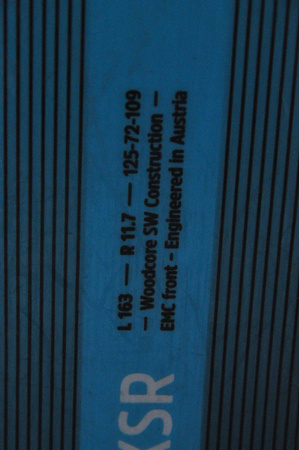 L 163 — R 11.7 — 125-72-109
— Woodcore SW Construction —
EMC front - Engineered in Austria
XSR